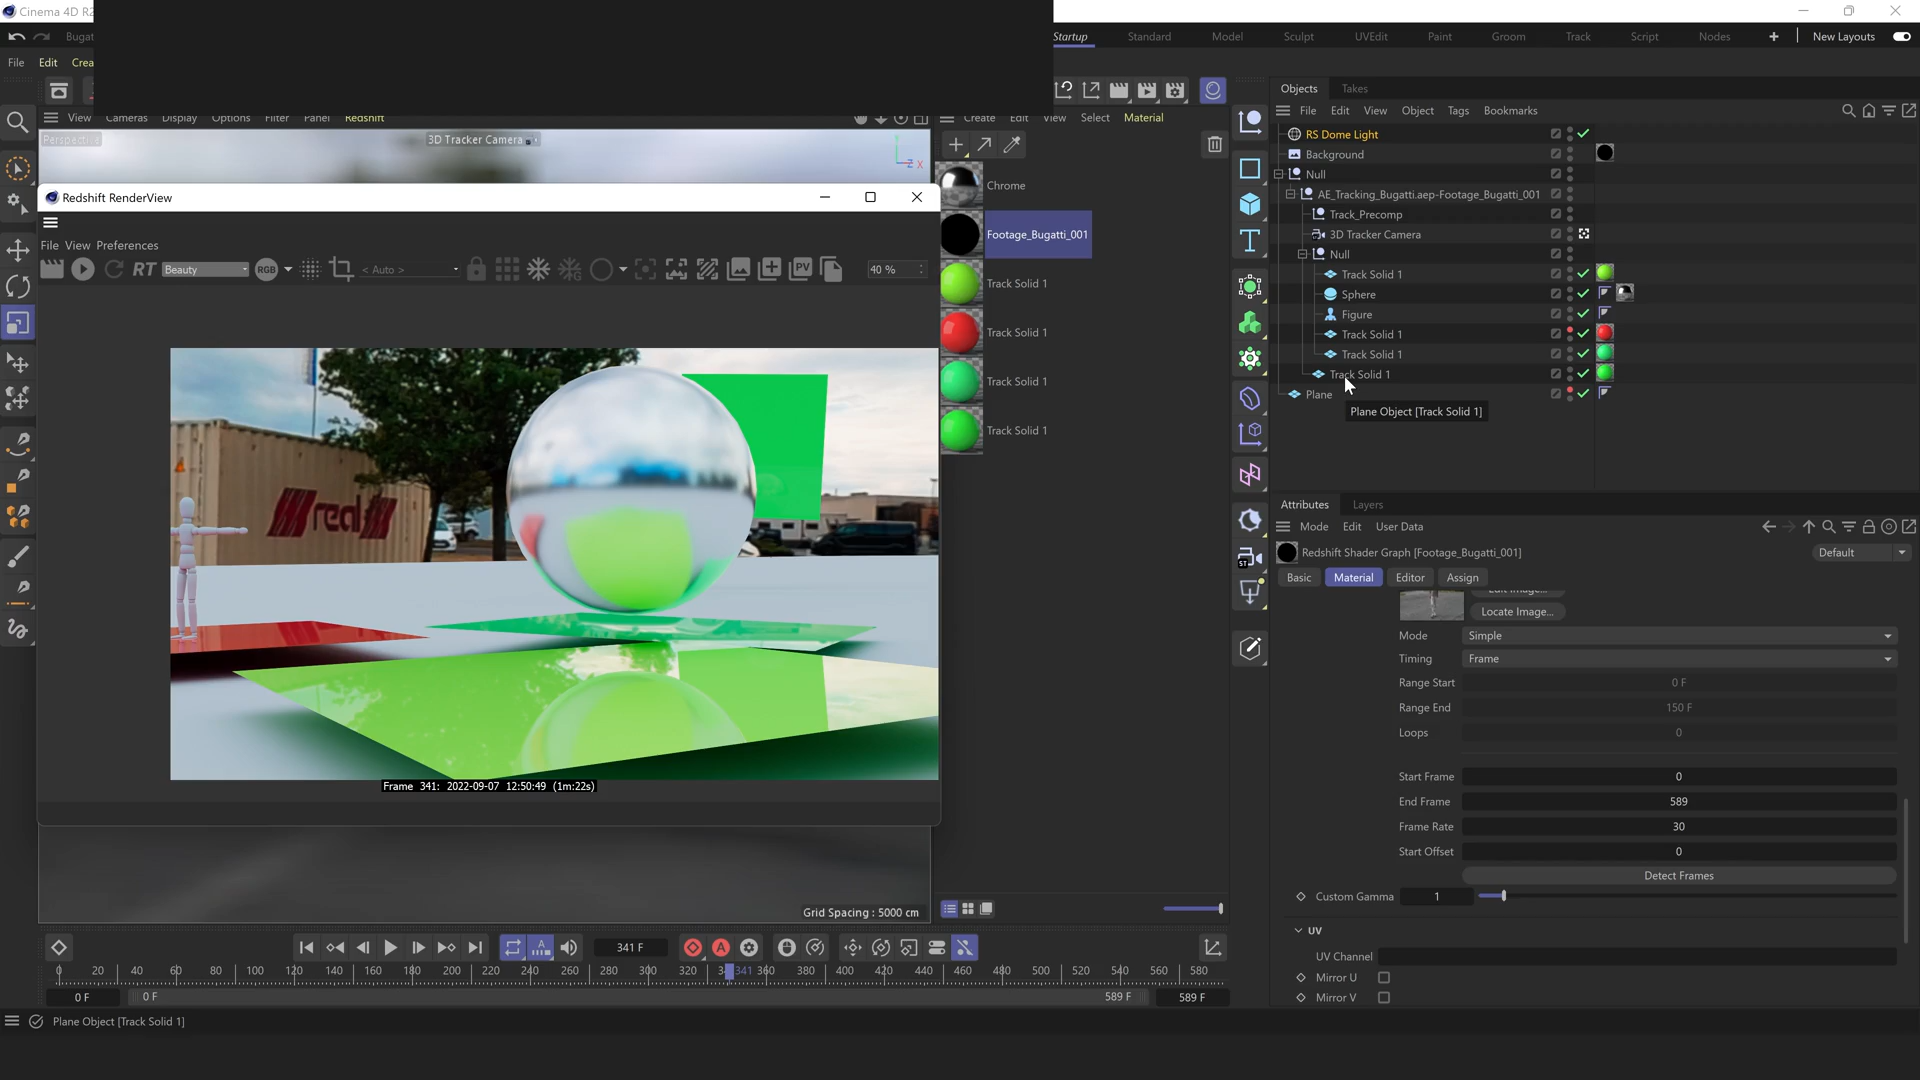 Cinema 4D R2
Bugat
Startup
Standard
Model
Sculpt
UVEdit
Paint
Groom
Track
Script
Nodes
New Layouts
File Edit Crea
View Cameras Display Options Filter Panel Redshift
Perspective
3D Tracker Camera
Z X
Redshift RenderView
File View Preferences
RT Beauty RGB < Auto > PV 40 %
real
Frame 341: 2022-09-07 12:50:49 (1m:22s)
Grid Spacing : 5000 cm
Create Edit View Select Material
Chrome
Footage_Bugatti_001
Track Solid 1
Track Solid 1
Track Solid 1
Track Solid 1
Objects Takes
File Edit View Object Tags Bookmarks
RS Dome Light
Background
Null
AE_Tracking_Bugatti.aep-Footage_Bugatti_001
Track_Precomp
3D Tracker Camera
Null
Track Solid 1
Sphere
Figure
Track Solid 1
Track Solid 1
Track Solid 1
Plane
Plane Object [Track Solid 1]
Attributes Layers
Mode Edit User Data
Redshift Shader Graph [Footage_Bugatti_001]
Default
Basic Material Editor Assign
Edit Image...
Locate Image...
Mode Simple
Timing Frame
Range Start 0 F
Range End 150 F
Loops 0
Start Frame 0
End Frame 589
Frame Rate 30
Start Offset 0
Detect Frames
Custom Gamma 1
UV
UV Channel
Mirror U
Mirror V
341 F
0 20 40 60 80 100 120 140 160 180 200 220 240 260 280 300 320 341 360 380 400 420 440 460 480 500 520 540 560 580
0 F 0 F 589 F 589 F
Plane Object [Track Solid 1]